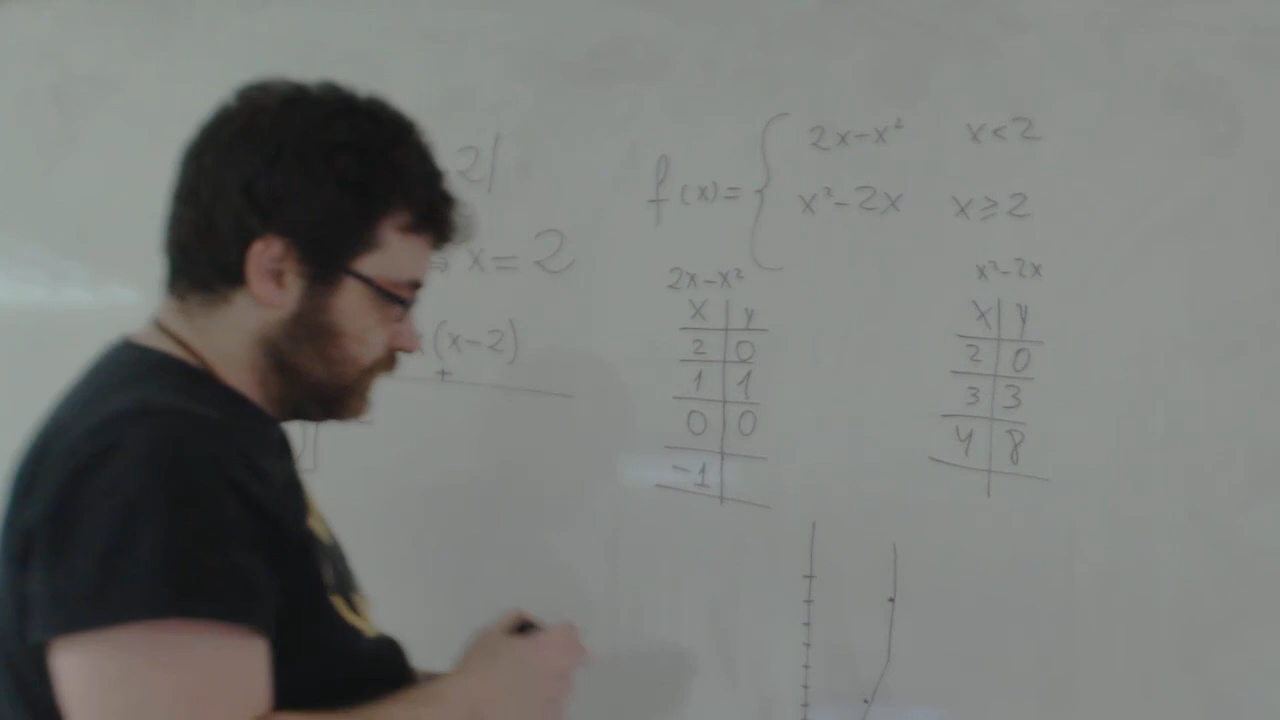 2|
x=2
(x-2)
+
f(x)= { 2x-x² x<2
x²-2x x≥2
2x-x²
x y
2 0
1 1
0 0
-1
x²-2x
x y
2 0
3 3
4 8